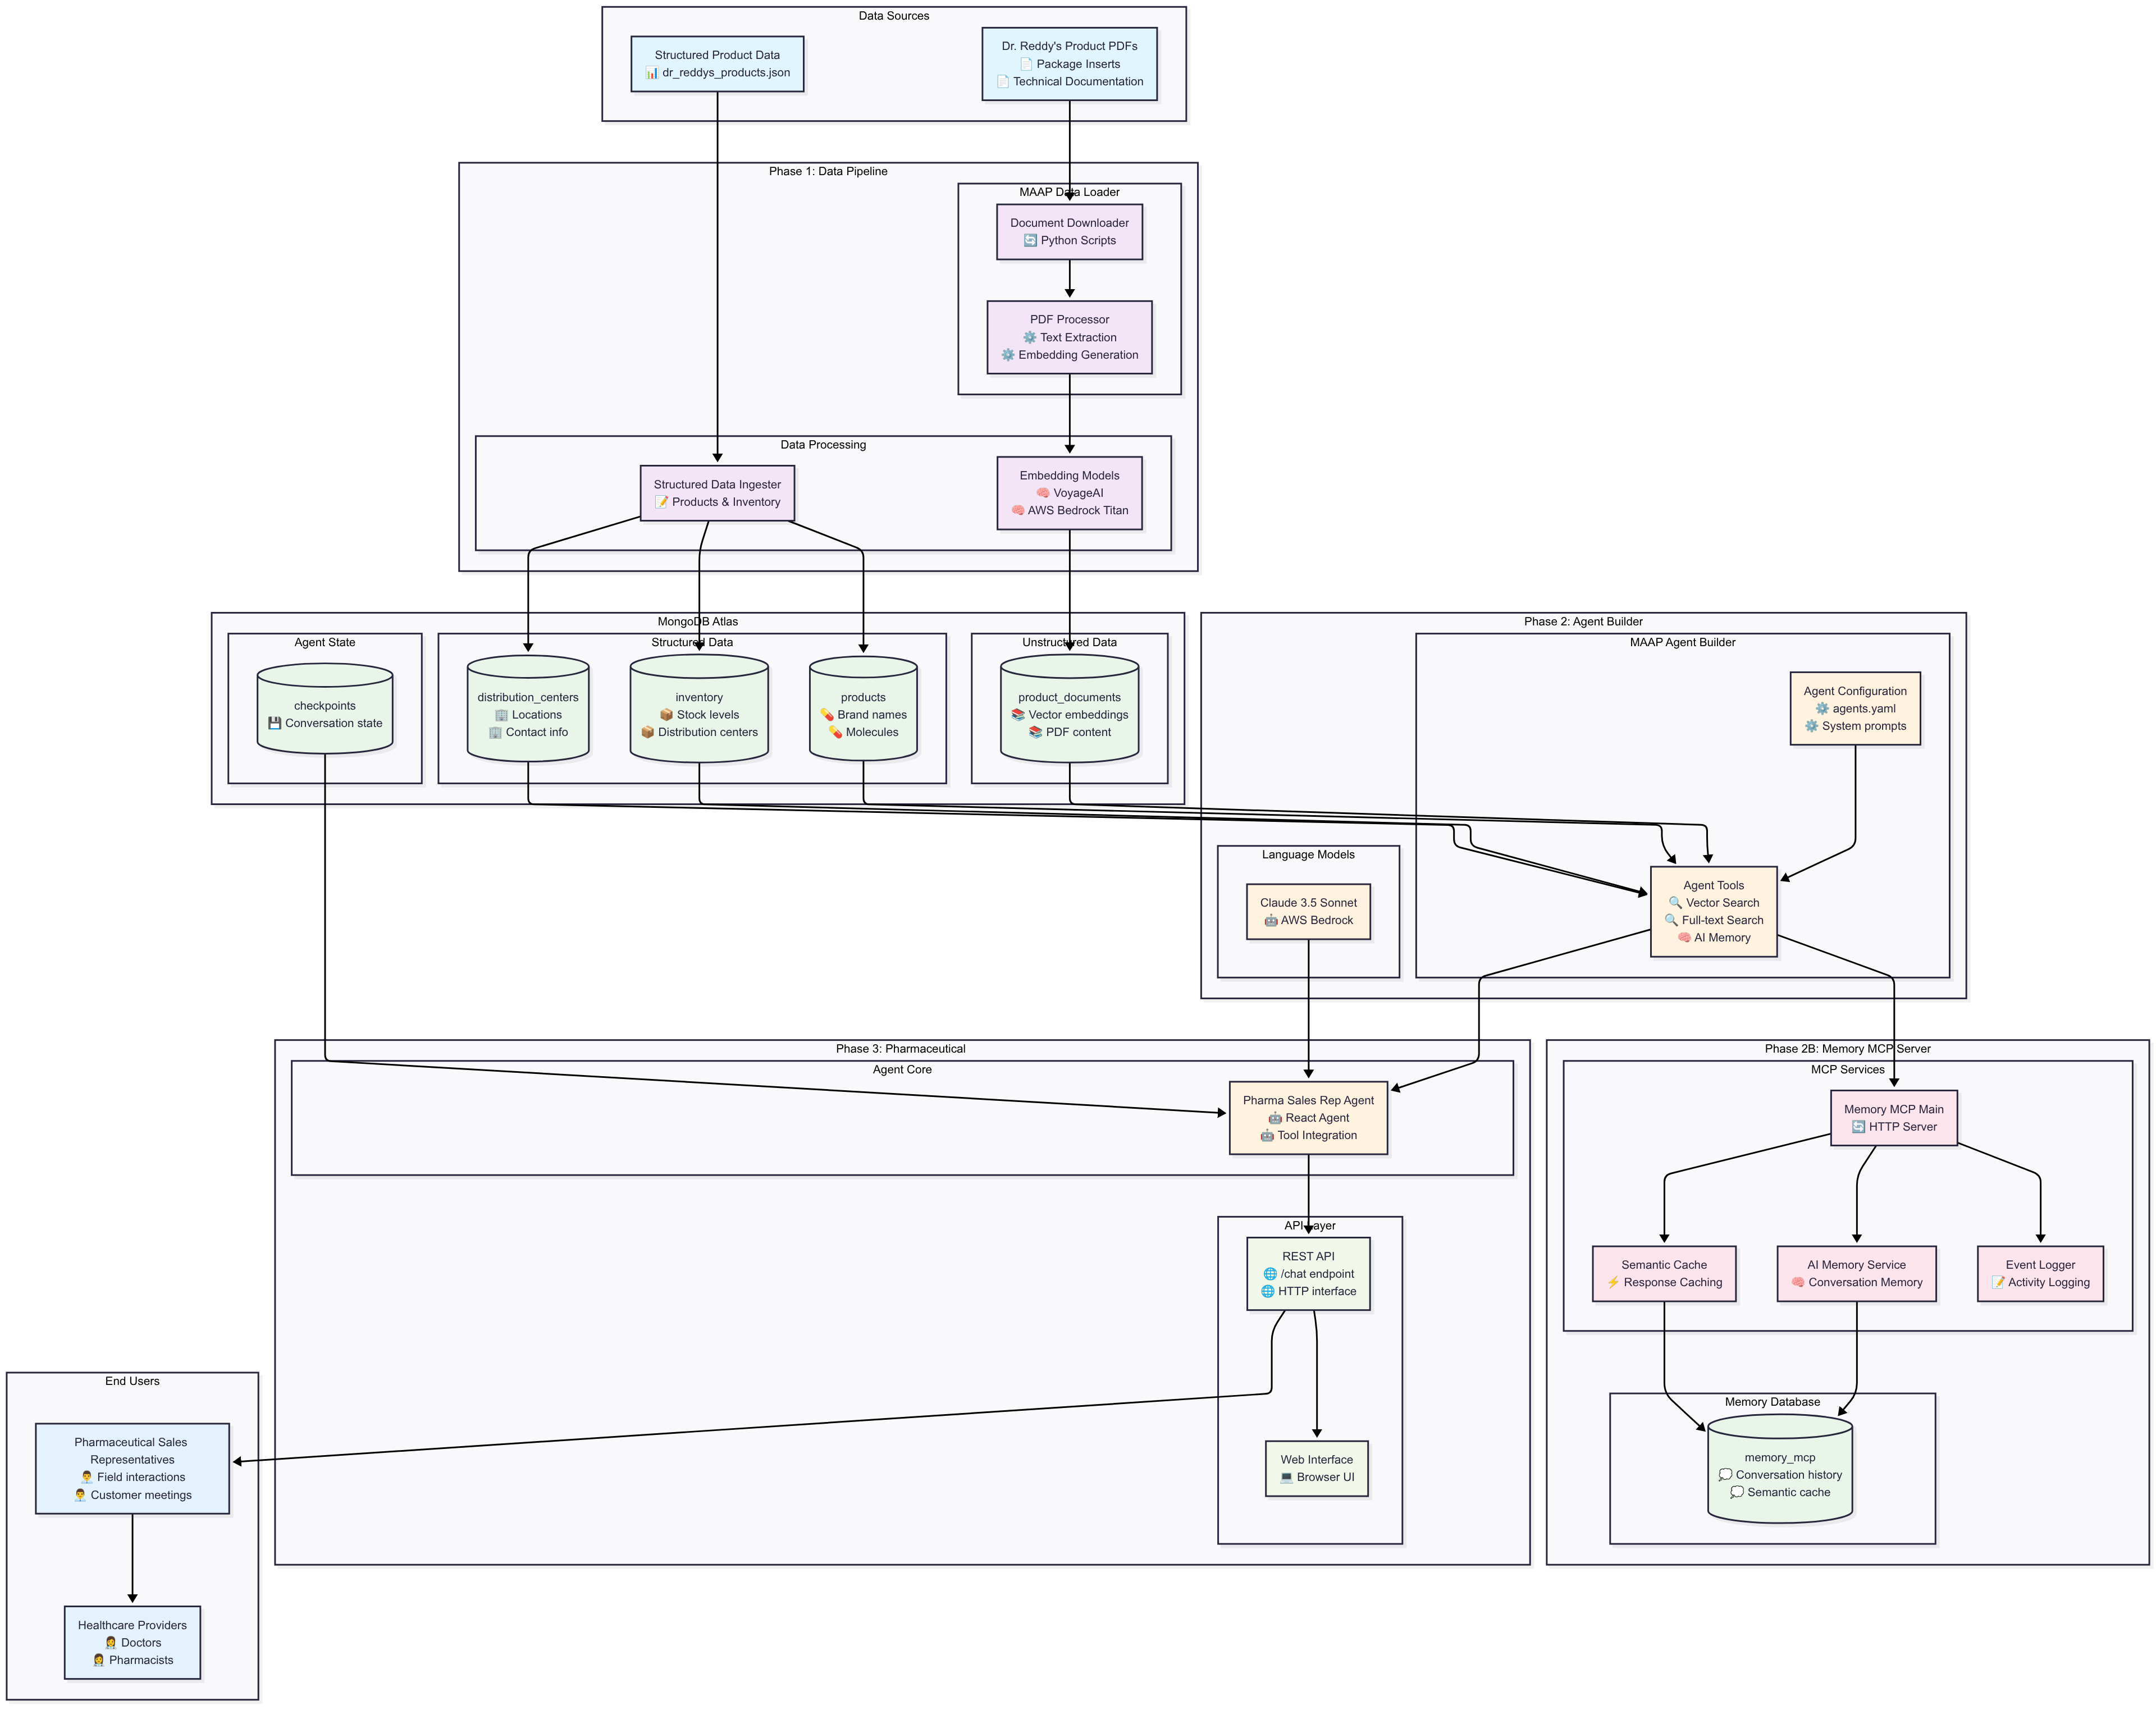 Data Sources
Structured Product Data
📊 dr_reddys_products.json
Dr. Reddy's Product PDFs
📄 Package Inserts
📄 Technical Documentation
Phase 1: Data Pipeline
MAAP Data Loader
Document Downloader
🔄 Python Scripts
PDF Processor
⚙️ Text Extraction
⚙️ Embedding Generation
Data Processing
Structured Data Ingester
📝 Products & Inventory
Embedding Models
🧠 VoyageAI
🧠 AWS Bedrock Titan
MongoDB Atlas
Agent State
checkpoints
💾 Conversation state
Structured Data
distribution_centers
🏢 Locations
🏢 Contact info
inventory
📦 Stock levels
📦 Distribution centers
products
💊 Brand names
💊 Molecules
Unstructured Data
product_documents
📚 Vector embeddings
📚 PDF content
Phase 2: Agent Builder
MAAP Agent Builder
Agent Configuration
⚙️ agents.yaml
⚙️ System prompts
Language Models
Claude 3.5 Sonnet
🤖 AWS Bedrock
Agent Tools
🔍 Vector Search
🔍 Full-text Search
🧠 AI Memory
Phase 3: Pharmaceutical
Agent Core
Pharma Sales Rep Agent
🤖 React Agent
🤖 Tool Integration
API Layer
REST API
🌐 /chat endpoint
🌐 HTTP interface
Web Interface
💻 Browser UI
Phase 2B: Memory MCP Server
MCP Services
Memory MCP Main
🔄 HTTP Server
Semantic Cache
⚡ Response Caching
AI Memory Service
🧠 Conversation Memory
Event Logger
📝 Activity Logging
Memory Database
memory_mcp
💭 Conversation history
💭 Semantic cache
End Users
Pharmaceutical Sales
Representatives
👨‍💼 Field interactions
👨‍💼 Customer meetings
Healthcare Providers
👩‍⚕️ Doctors
👩‍⚕️ Pharmacists